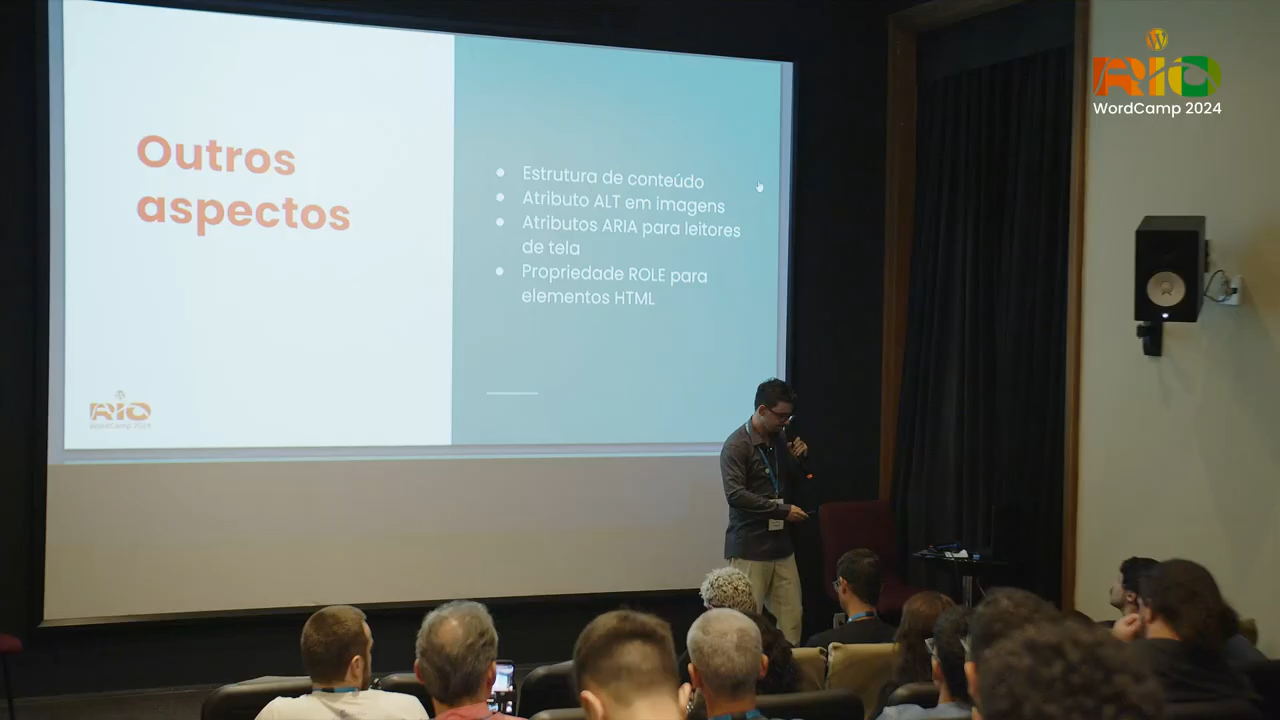 Outros
aspectos
Estrutura de conteúdo
Atributo ALT em imagens
Atributos ARIA para leitores
de tela
Propriedade ROLE para
elementos HTML
RIO
WordCamp 2024
RIO
WordCamp 2024